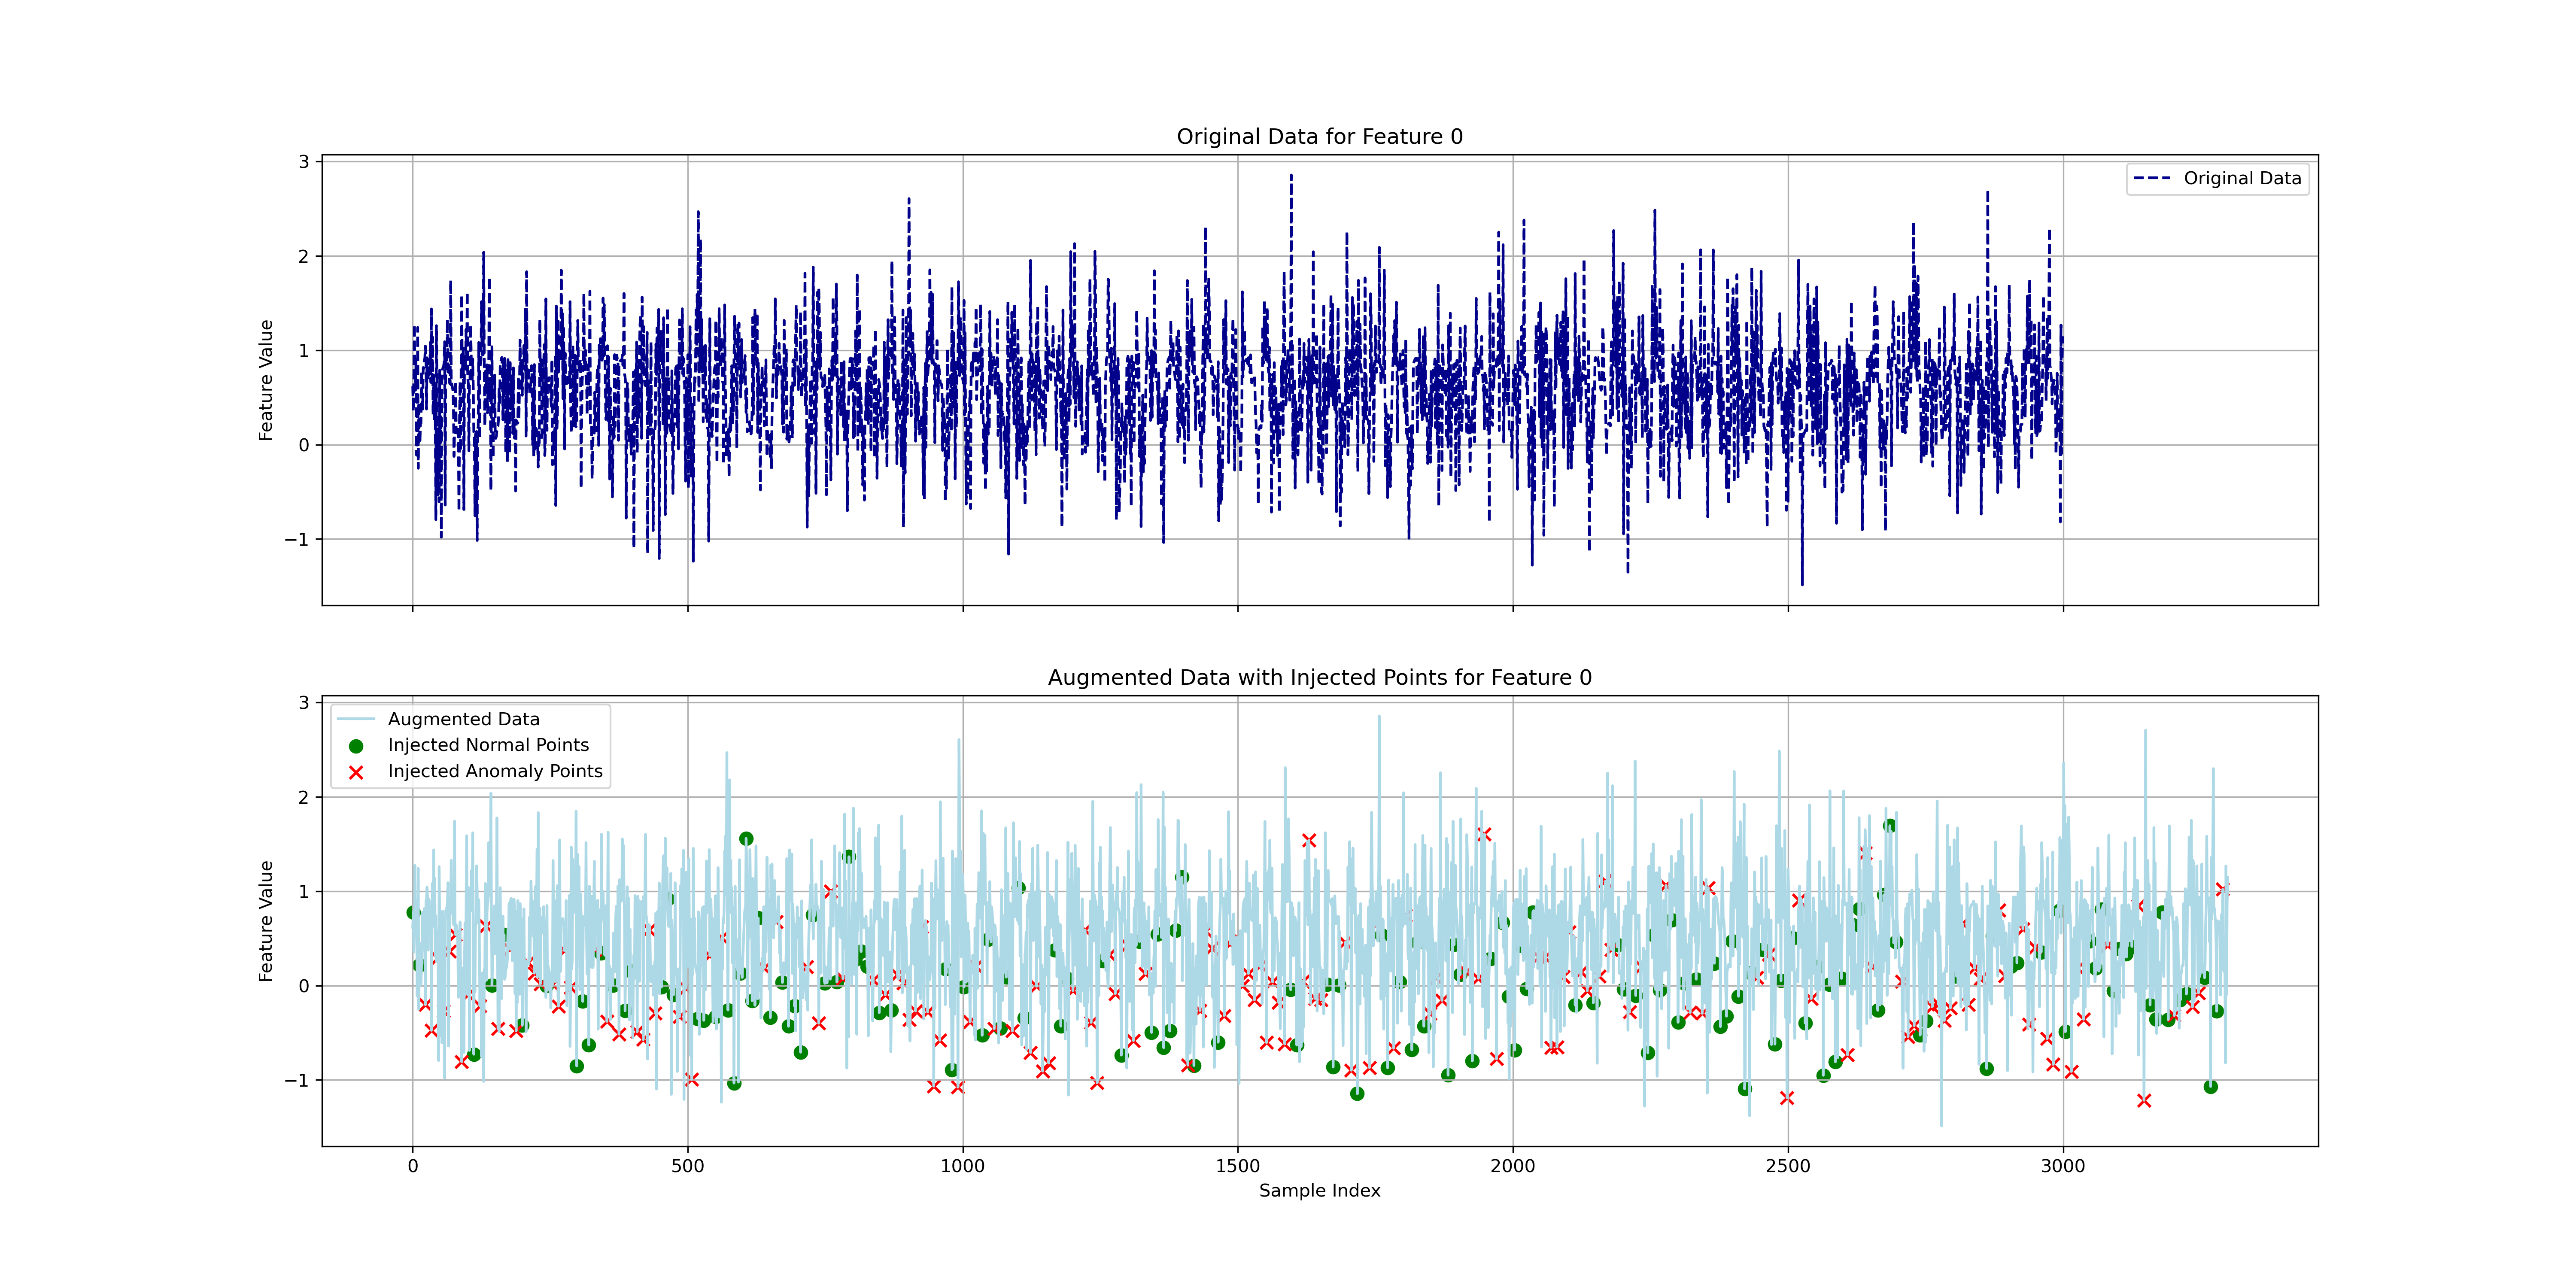 Original Data for Feature 0
3
2
1
0
−1
Feature Value
Original Data
Augmented Data with Injected Points for Feature 0
3
2
1
0
−1
Feature Value
Augmented Data
Injected Normal Points
Injected Anomaly Points
0 500 1000 1500 2000 2500 3000
Sample Index